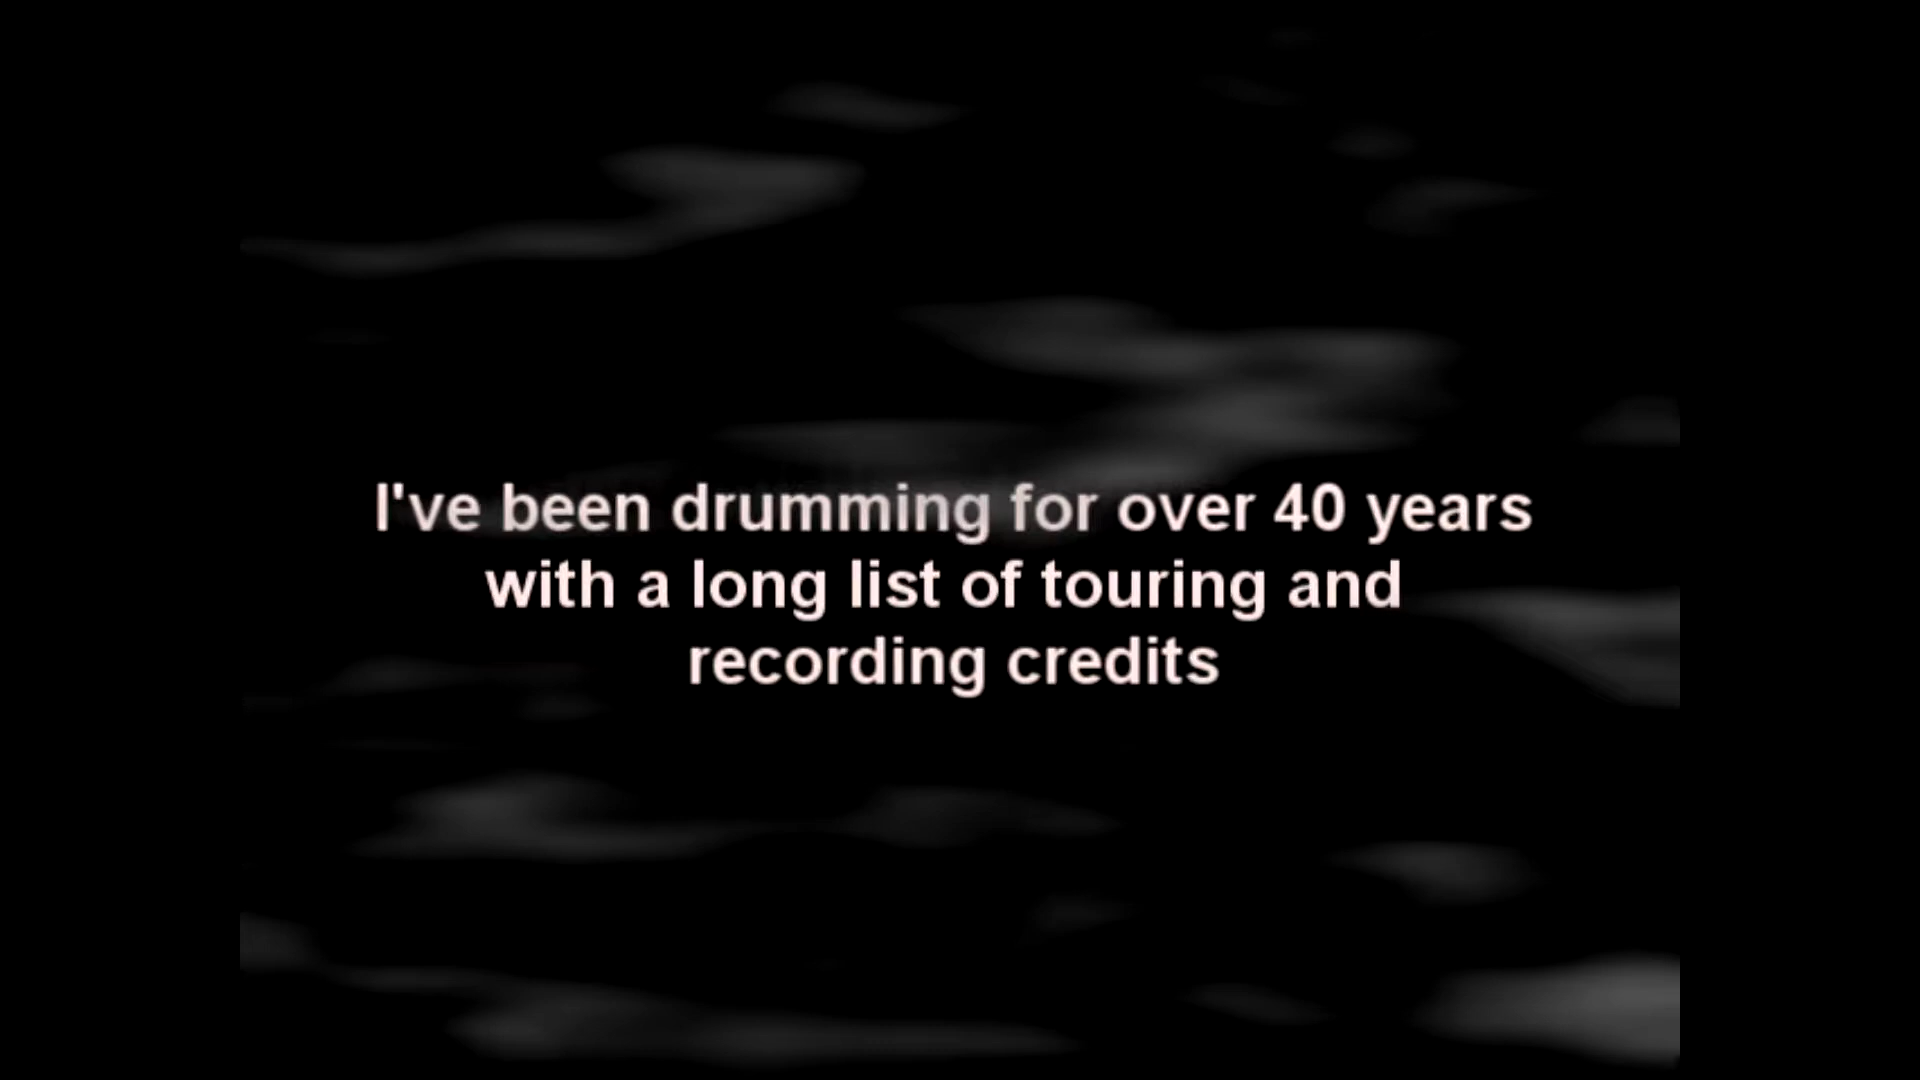 I've been drumming for over 40 years
with a long list of touring and
recording credits